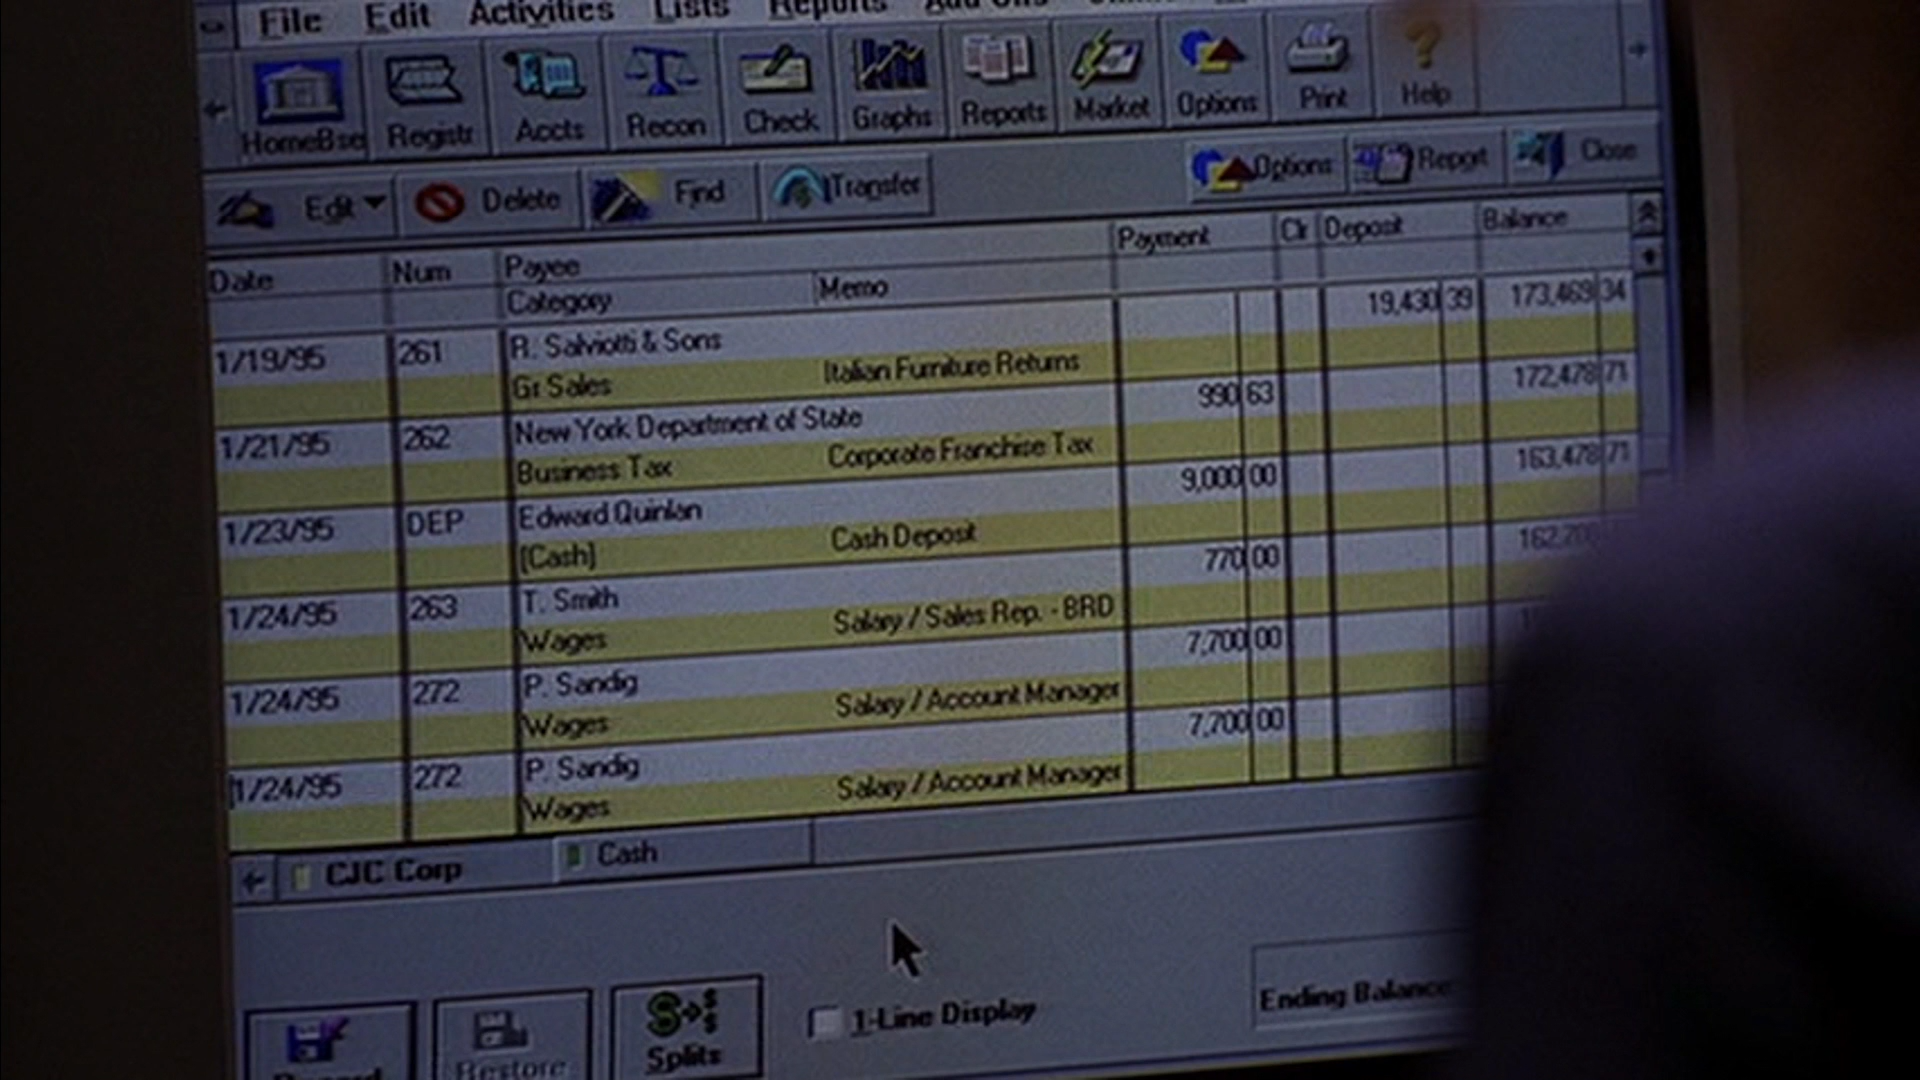 File Edit Activities Lists Reports Add-Ons
HomeBse Registr Accts Recon Check Graphs Reports Market Options Print Help
Edit Delete Find Transfer Options Report Close
Date Num Payee Payment Clr Deposit Balance
Category Memo
1/19/95 261 R. Salviotti & Sons 19,430 39 173,469 34
Gr Sales Italian Furniture Returns
1/21/95 262 New York Department of State 990 63 172,478 71
Business Tax Corporate Franchise Tax
1/23/95 DEP Edward Quinlan 9,000 00 163,478 71
[Cash] Cash Deposit
1/24/95 263 T. Smith 770 00
Wages Salary / Sales Rep. - BRD
1/24/95 272 P. Sandig 7,700 00
Wages Salary / Account Manager
1/24/95 272 P. Sandig 7,700 00
Wages Salary / Account Manager
CJC Corp Cash
Record Restore Splits 1-Line Display Ending Balance